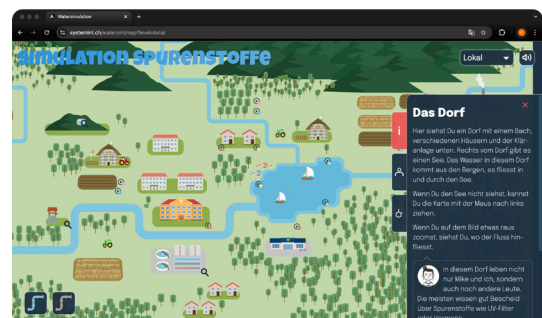 Watersimulation
systemint.ch/watersim/map?level=lokal
SIMULATION SPURENSTOFFE
Lokal
Das Dorf
Hier siehst Du ein Dorf mit einem Bach,
verschiedenen Häusern und der Klär-
anlage unten. Rechts vom Dorf gibt es
einen See. Das Wasser in diesem Dorf
kommt aus den Bergen, es fliesst in
und durch den See.
Wenn Du den See nicht siehst, kannst
Du die Karte mit der Maus nach links
ziehen.
Wenn Du auf dem Bild etwas raus
zoomst, siehst Du, wo der Fluss hin-
fliesst.
In diesem Dorf leben nicht
nur Mike und ich, sondern
auch noch andere Leute.
Die meisten wissen gut Bescheid
über Spurenstoffe wie UV-Filter